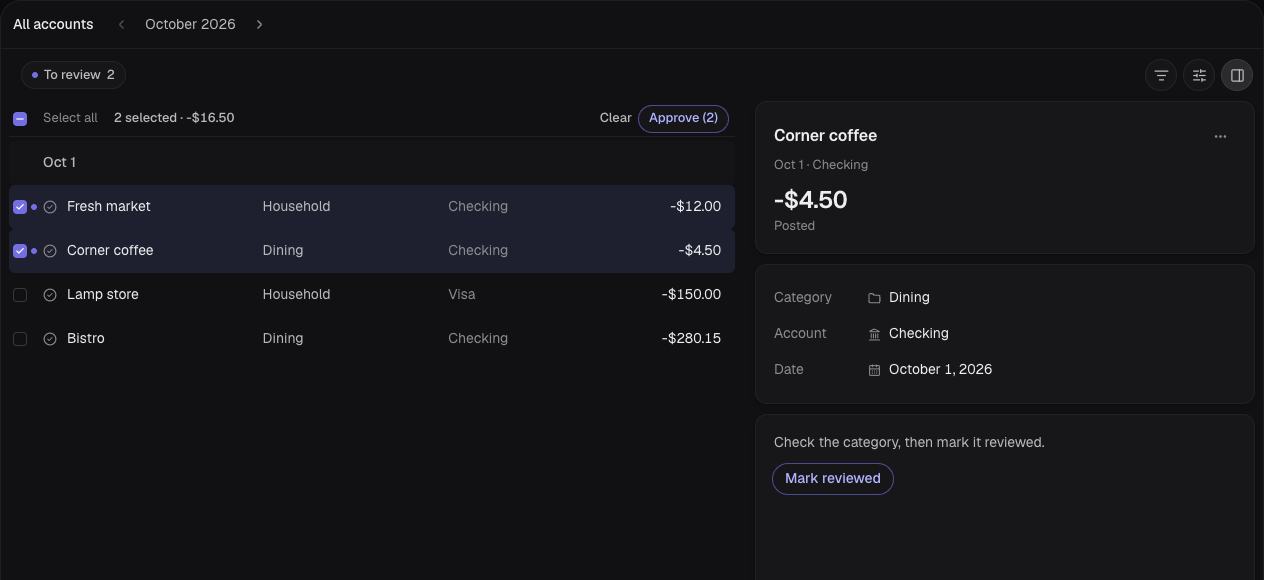 All accounts October 2026
To review 2
Select all 2 selected · -$16.50 Clear Approve (2)
Oct 1
Fresh market Household Checking -$12.00
Corner coffee Dining Checking -$4.50
Lamp store Household Visa -$150.00
Bistro Dining Checking -$280.15
Corner coffee
Oct 1 · Checking
-$4.50
Posted
Category Dining
Account Checking
Date October 1, 2026
Check the category, then mark it reviewed.
Mark reviewed